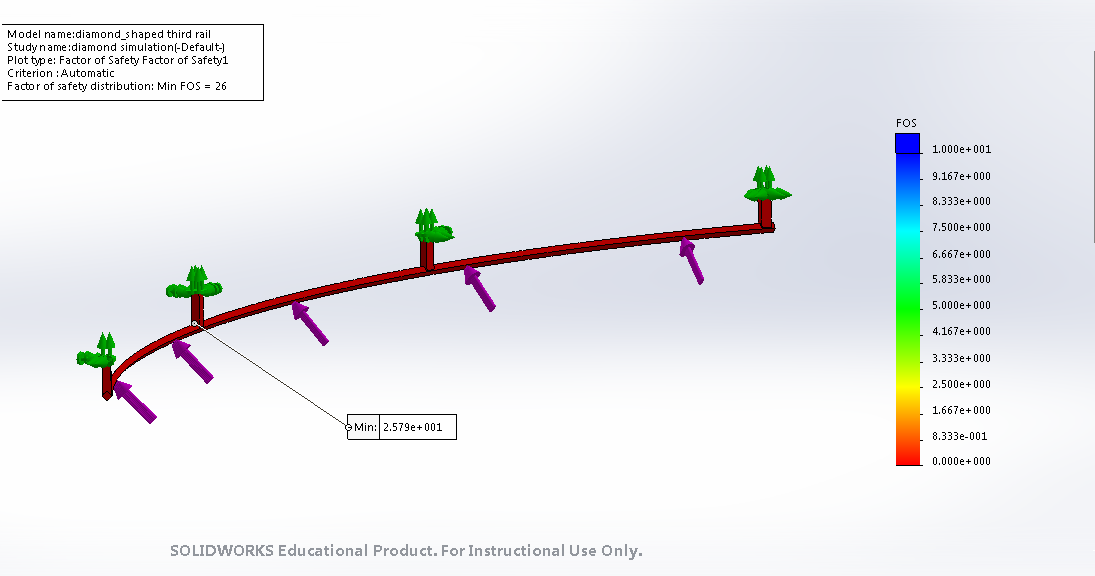 Model name:diamond_shaped third rail
Study name:diamond simulation(-Default-)
Plot type: Factor of Safety Factor of Safety1
Criterion : Automatic
Factor of safety distribution: Min FOS = 26
FOS
1.000e+001
9.167e+000
8.333e+000
7.500e+000
6.667e+000
5.833e+000
5.000e+000
4.167e+000
3.333e+000
2.500e+000
1.667e+000
8.333e-001
0.000e+000
Min: 2.579e+001
SOLIDWORKS Educational Product. For Instructional Use Only.